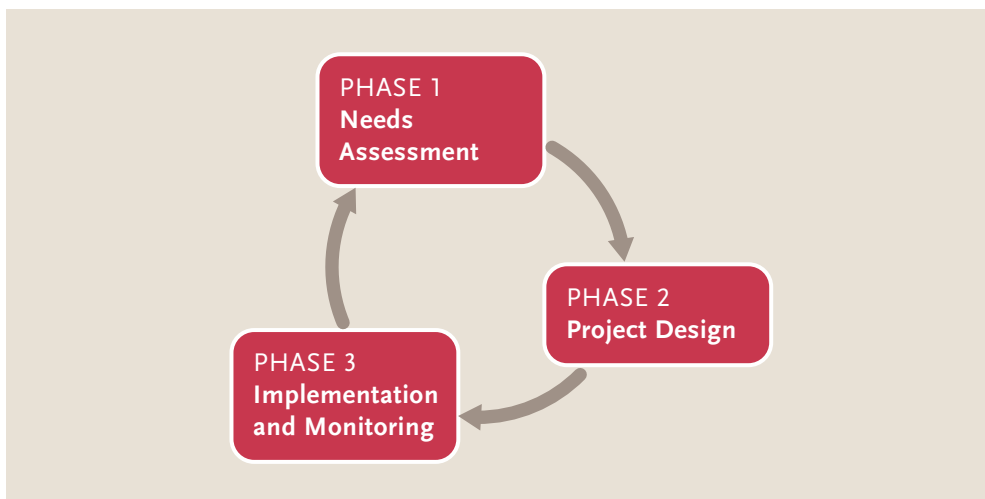 PHASE 1
Needs
Assessment
PHASE 2
Project Design
PHASE 3
Implementation
and Monitoring